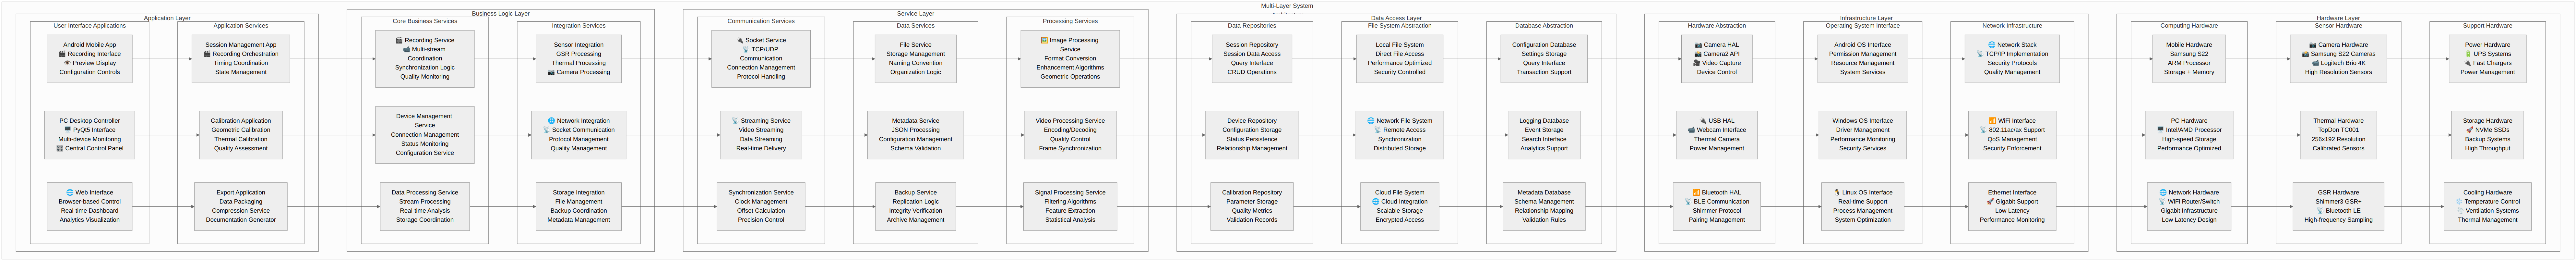 Multi-Layer System
Application Layer
User Interface Applications
Android Mobile App
🎬 Recording Interface
👁️ Preview Display
Configuration Controls
PC Desktop Controller
🖥️ PyQt5 Interface
Multi-device Monitoring
🎛️ Central Control Panel
🌐 Web Interface
Browser-based Control
Real-time Dashboard
Analytics Visualization
Application Services
Session Management App
🎬 Recording Orchestration
Timing Coordination
State Management
Calibration Application
Geometric Calibration
Thermal Calibration
Quality Assessment
Export Application
Data Packaging
Compression Service
Documentation Generator
Business Logic Layer
Core Business Services
🎬 Recording Service
📹 Multi-stream
Coordination
Synchronization Logic
Quality Monitoring
Device Management
Service
Connection Management
Status Monitoring
Configuration Service
Data Processing Service
Stream Processing
Real-time Analysis
Storage Coordination
Integration Services
Sensor Integration
GSR Processing
Thermal Processing
📷 Camera Processing
🌐 Network Integration
📡 Socket Communication
Protocol Management
Quality Management
Storage Integration
File Management
Backup Coordination
Metadata Management
Service Layer
Communication Services
🔌 Socket Service
📡 TCP/UDP
Communication
Connection Management
Protocol Handling
📡 Streaming Service
Video Streaming
Data Streaming
Real-time Delivery
Synchronization Service
Clock Management
Offset Calculation
Precision Control
Data Services
File Service
Storage Management
Naming Convention
Organization Logic
Metadata Service
JSON Processing
Configuration Management
Schema Validation
Backup Service
Replication Logic
Integrity Verification
Archive Management
Processing Services
🖼️ Image Processing
Service
Format Conversion
Enhancement Algorithms
Geometric Operations
Video Processing Service
Encoding/Decoding
Quality Control
Frame Synchronization
Signal Processing Service
Filtering Algorithms
Feature Extraction
Statistical Analysis
Data Access Layer
Data Repositories
Session Repository
Session Data Access
Query Interface
CRUD Operations
Device Repository
Configuration Storage
Status Persistence
Relationship Management
Calibration Repository
Parameter Storage
Quality Metrics
Validation Records
File System Abstraction
Local File System
Direct File Access
Performance Optimized
Security Controlled
🌐 Network File System
📡 Remote Access
Synchronization
Distributed Storage
Cloud File System
🌐 Cloud Integration
Scalable Storage
Encrypted Access
Database Abstraction
Configuration Database
Settings Storage
Query Interface
Transaction Support
Logging Database
Event Storage
Search Interface
Analytics Support
Metadata Database
Schema Management
Relationship Mapping
Validation Rules
Infrastructure Layer
Hardware Abstraction
📷 Camera HAL
📸 Camera2 API
🎥 Video Capture
Device Control
🔌 USB HAL
📹 Webcam Interface
Thermal Camera
Power Management
📶 Bluetooth HAL
📡 BLE Communication
Shimmer Protocol
Pairing Management
Operating System Interface
Android OS Interface
Permission Management
Resource Management
System Services
Windows OS Interface
Driver Management
Performance Monitoring
Security Services
🐧 Linux OS Interface
Real-time Support
Process Management
System Optimization
Network Infrastructure
🌐 Network Stack
📡 TCP/IP Implementation
Security Protocols
Quality Management
📶 WiFi Interface
📡 802.11ac/ax Support
QoS Management
Security Enforcement
Ethernet Interface
🚀 Gigabit Support
Low Latency
Performance Monitoring
Hardware Layer
Computing Hardware
Mobile Hardware
Samsung S22
ARM Processor
Storage + Memory
PC Hardware
🖥️ Intel/AMD Processor
High-speed Storage
Performance Optimized
🌐 Network Hardware
📡 WiFi Router/Switch
Gigabit Infrastructure
Low Latency Design
Sensor Hardware
📷 Camera Hardware
📸 Samsung S22 Cameras
📹 Logitech Brio 4K
High Resolution Sensors
Thermal Hardware
TopDon TC001
256x192 Resolution
Calibrated Sensors
GSR Hardware
Shimmer3 GSR+
📡 Bluetooth LE
High-frequency Sampling
Support Hardware
Power Hardware
🔋 UPS Systems
🔌 Fast Chargers
Power Management
Storage Hardware
🚀 NVMe SSDs
Backup Systems
High Throughput
Cooling Hardware
❄️ Temperature Control
🌪️ Ventilation Systems
Thermal Management